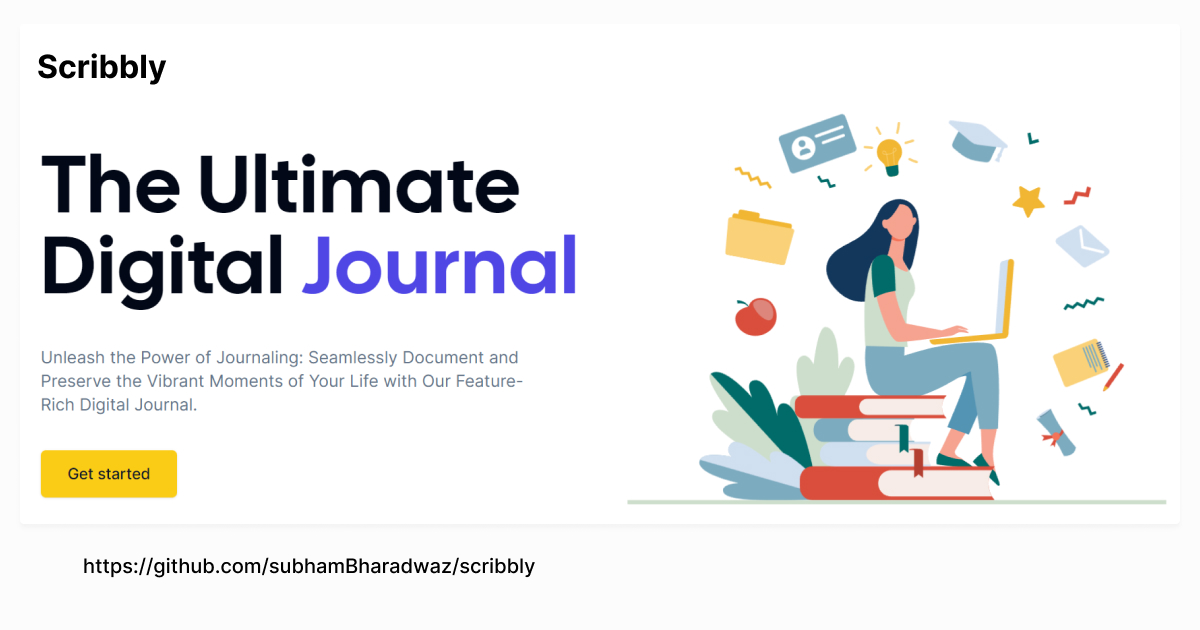 Scribbly
The Ultimate
Digital Journal
Unleash the Power of Journaling: Seamlessly Document and
Preserve the Vibrant Moments of Your Life with Our Feature-
Rich Digital Journal.
Get started
https://github.com/subhamBharadwaz/scribbly